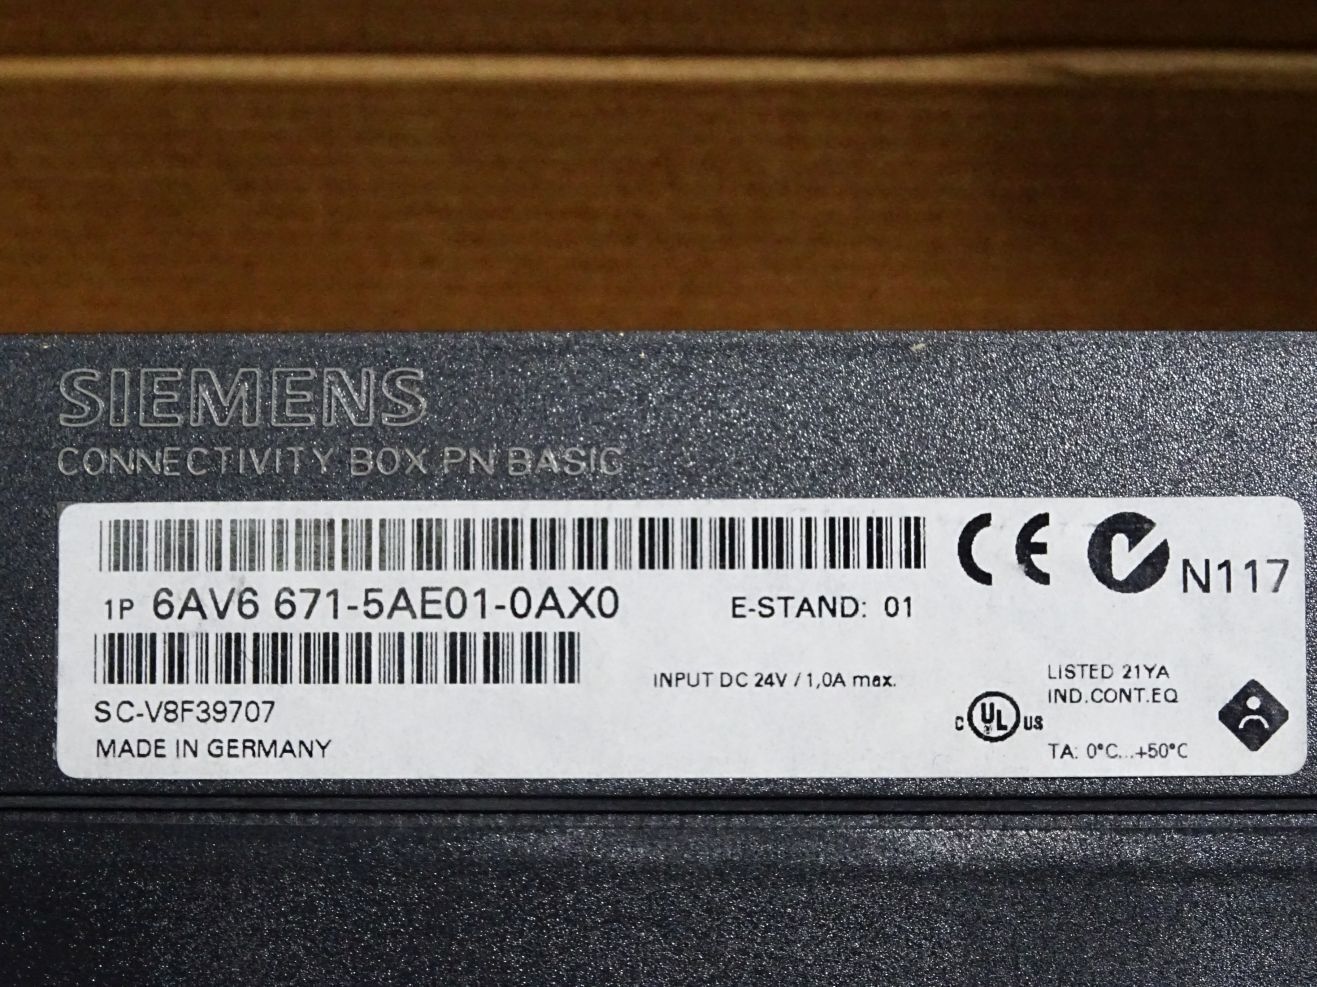 SIEMENS
CONNECTIVITY BOX PN BASIC
CE N117
1P 6AV6 671-5AE01-0AX0 E-STAND: 01
INPUT DC 24V / 1,0A max.
SC-V8F39707
MADE IN GERMANY
LISTED 21YA
IND.CONT.EQ
C UL US
TA: 0°C...+50°C